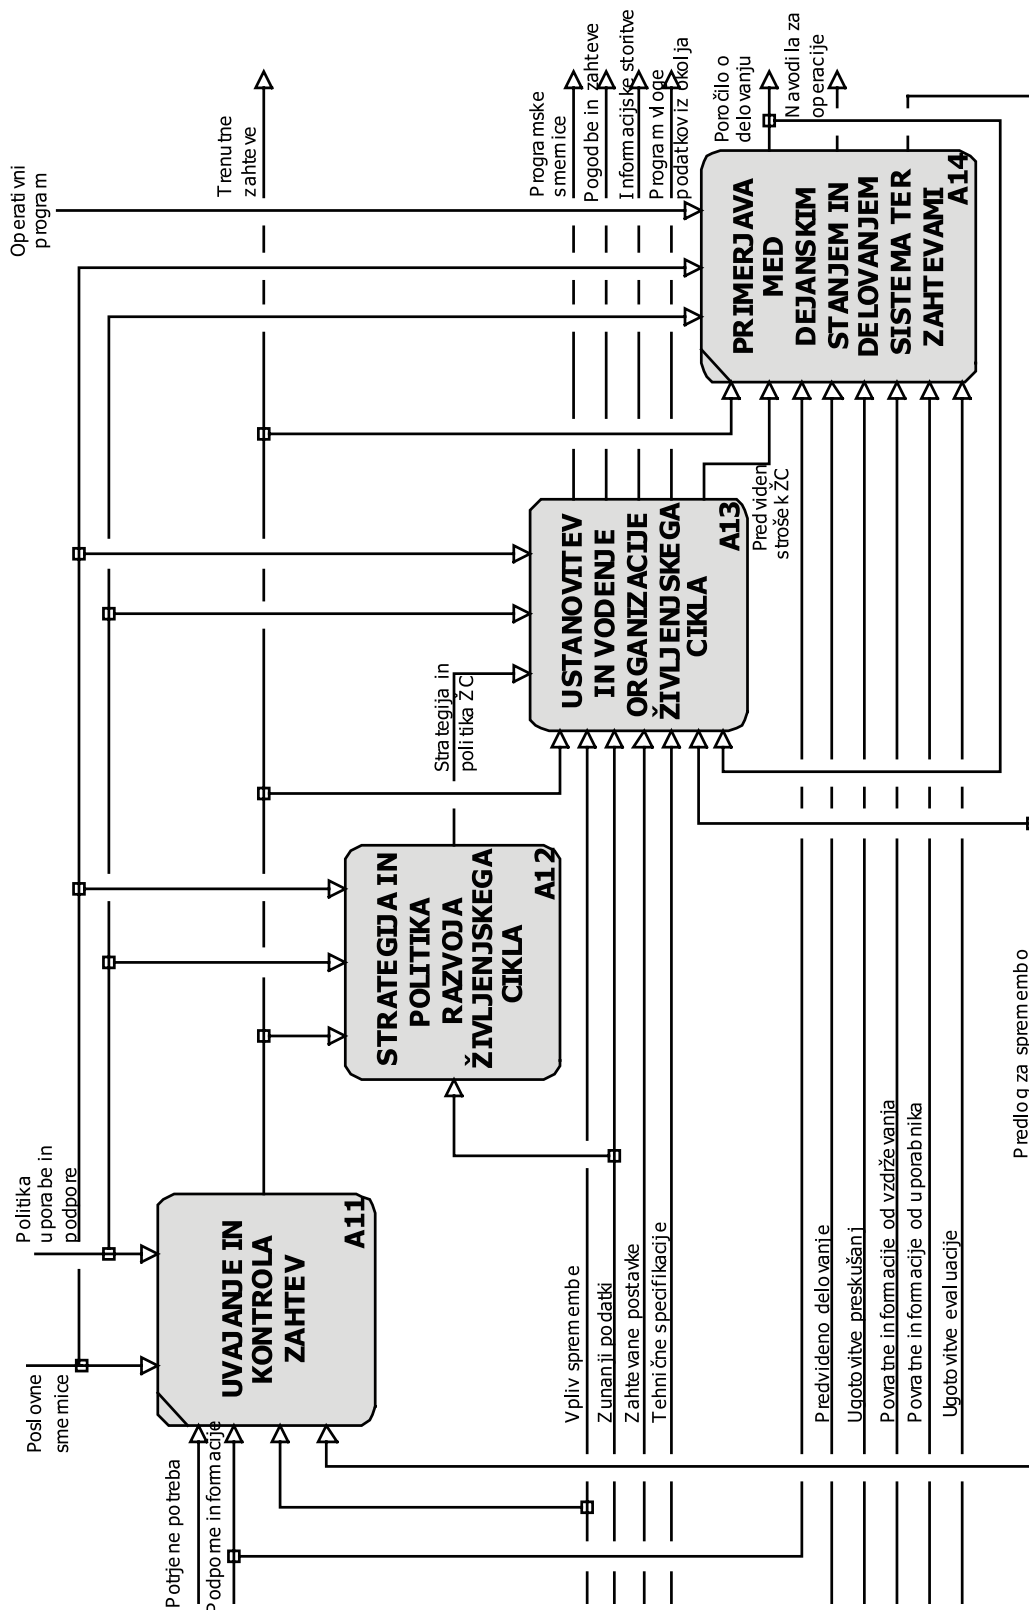 Operativni
program
Trenutne
zahteve
Programske
smernice
Pogodbe in zahteve
Informacijske storitve
Program vloge
podatkov iz okolja
Poročilo o
delovanju
Navodila za
operacije
PRIMERJAVA
MED
DEJANSKIM
STANJEM IN
DELOVANJEM
SISTEMA TER
ZAHTEVAMI
A14
USTANOVITEV
IN VODENJE
ORGANIZACIJE
ŽIVLJENJSKEGA
CIKLA
A13
Predviden
strošek ŽC
Strategija in
politika ŽC
STRATEGIJA IN
POLITIKA
RAZVOJA
ŽIVLJENJSKEGA
CIKLA
A12
Politika
uporabe in
podpore
UVAJANJE IN
KONTROLA
ZAHTEV
A11
Poslovne
smernice
Potrjene potreba
Podporne informacije
Vpliv spremembe
Zunanji podatki
Zahtevane postavke
Tehnične specifikacije
Predvideno delovanje
Ugotovitve preskušanj
Povratne informacije od vzdrževanja
Povratne informacije od uporabnika
Ugotovitve evaluacije
Predlog za spremembo